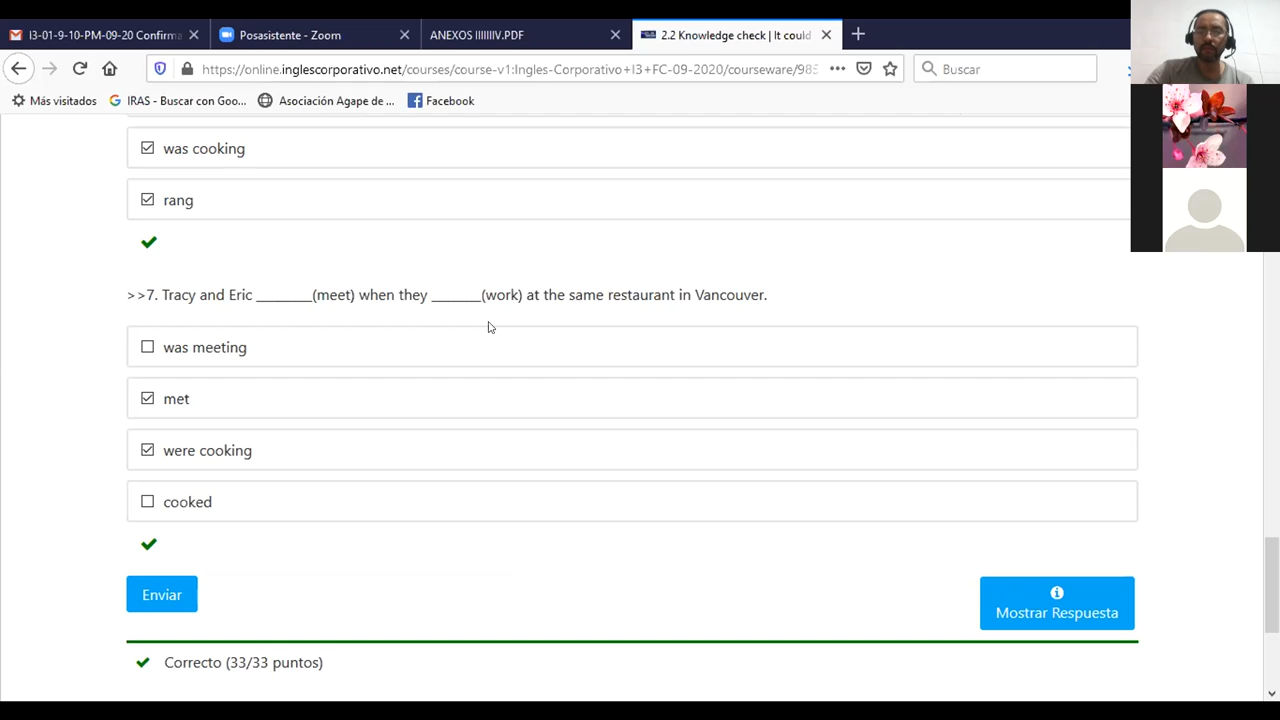 I3-01-9-10-PM-09-20 Confirma
Posasistente - Zoom
ANEXOS IIIIIIIV.PDF
2.2 Knowledge check | It could
https://online.inglescorporativo.net/courses/course-v1:Ingles-Corporativo+I3+FC-09-2020/courseware/985
Buscar
Más visitados
IRAS - Buscar con Goo...
Asociación Agape de ...
Facebook
was cooking
rang
>>7. Tracy and Eric ________(meet) when they _______(work) at the same restaurant in Vancouver.
was meeting
met
were cooking
cooked
Enviar
Mostrar Respuesta
Correcto (33/33 puntos)